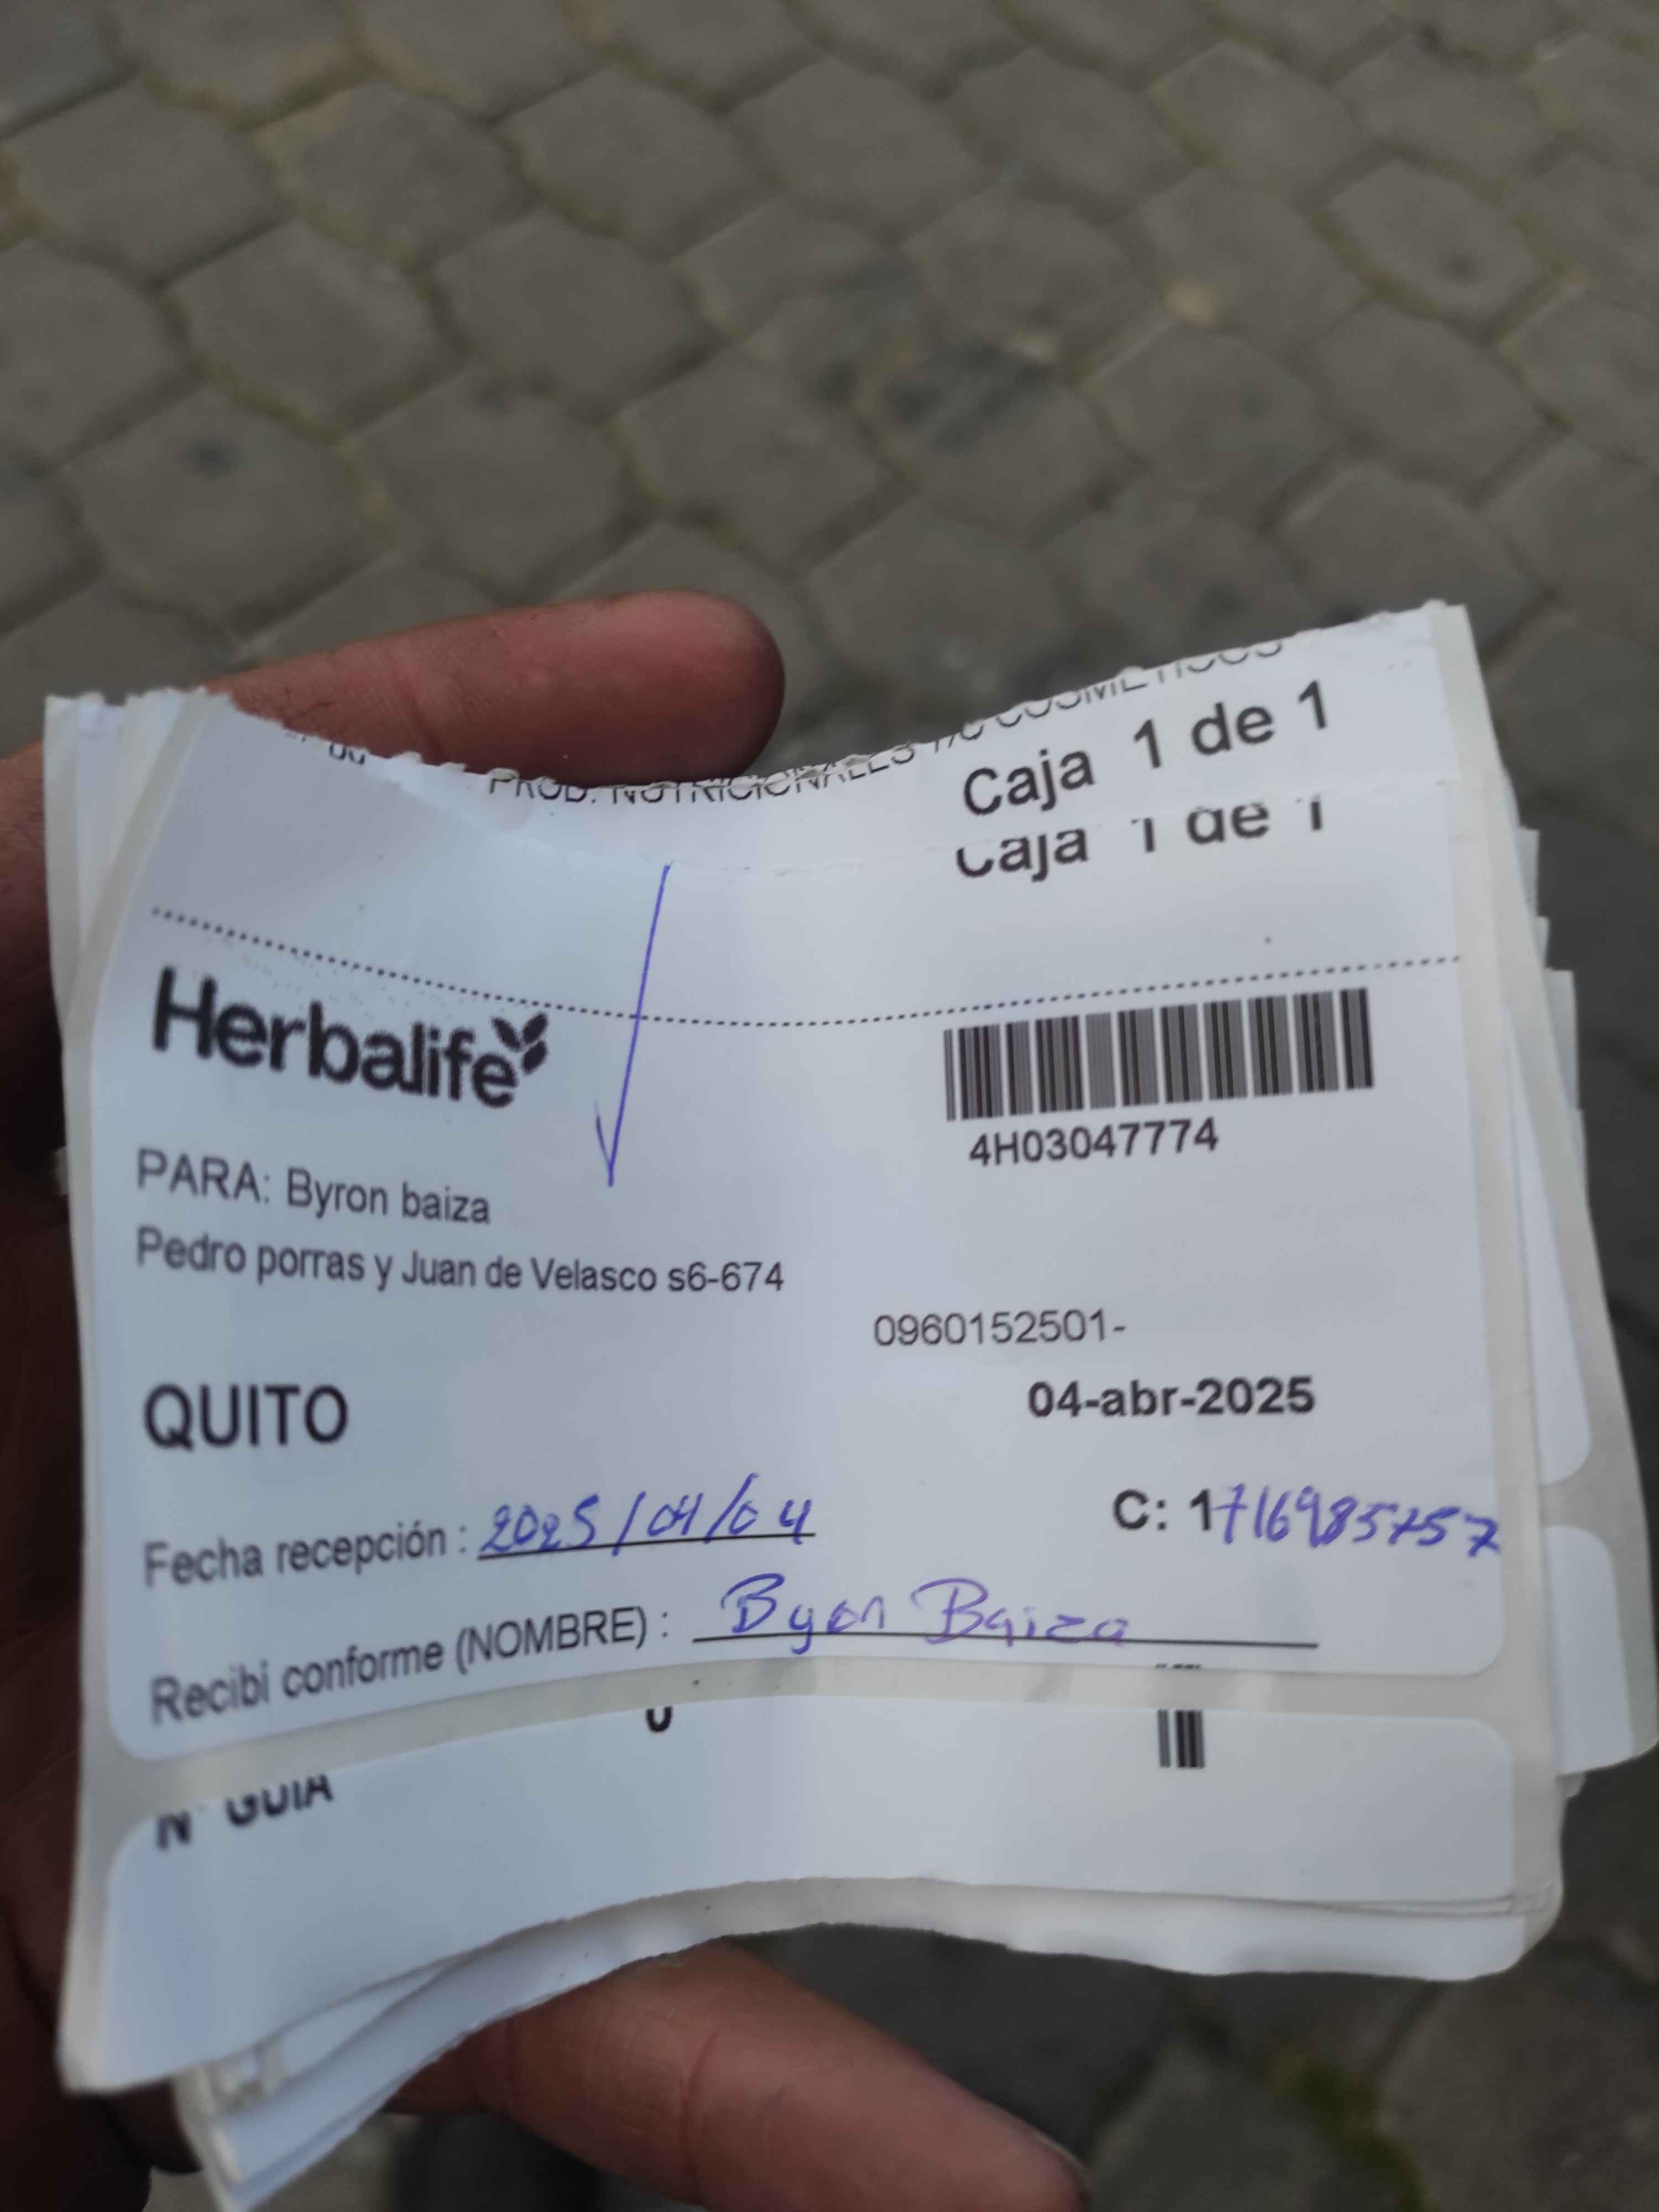 PROD. NUTRICIONALES Y/O COSMETICOS
Caja 1 de 1
Caja 1 de 1
Herbalife
4H03047774
PARA: Byron baiza
Pedro porras y Juan de Velasco s6-674
0960152501-
QUITO
04-abr-2025
Fecha recepción : 2025/04/04
C: 1716985757
Recibí conforme (NOMBRE) : Byon Baiza
N° GUIA